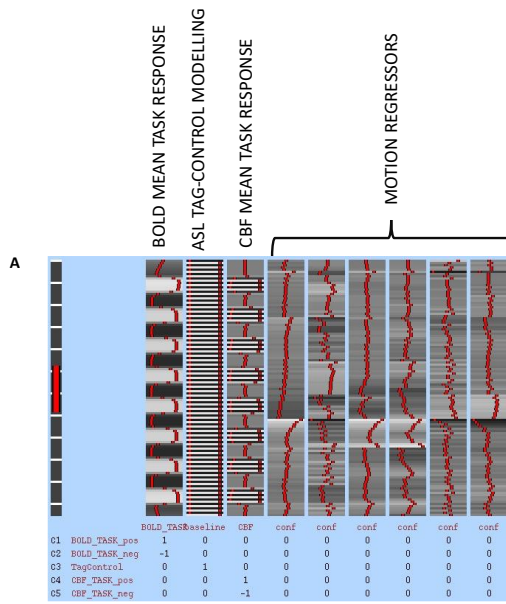 BOLD MEAN TASK RESPONSE
ASL TAG-CONTROL MODELLING
CBF MEAN TASK RESPONSE
MOTION REGRESSORS
A
BOLD_TASK baseline CBF conf conf conf conf conf conf
C1 BOLD_TASK_pos 1 0 0 0 0 0 0 0 0
C2 BOLD_TASK_neg -1 0 0 0 0 0 0 0 0
C3 TagControl 0 1 0 0 0 0 0 0 0
C4 CBF_TASK_pos 0 0 1 0 0 0 0 0 0
C5 CBF_TASK_neg 0 0 -1 0 0 0 0 0 0